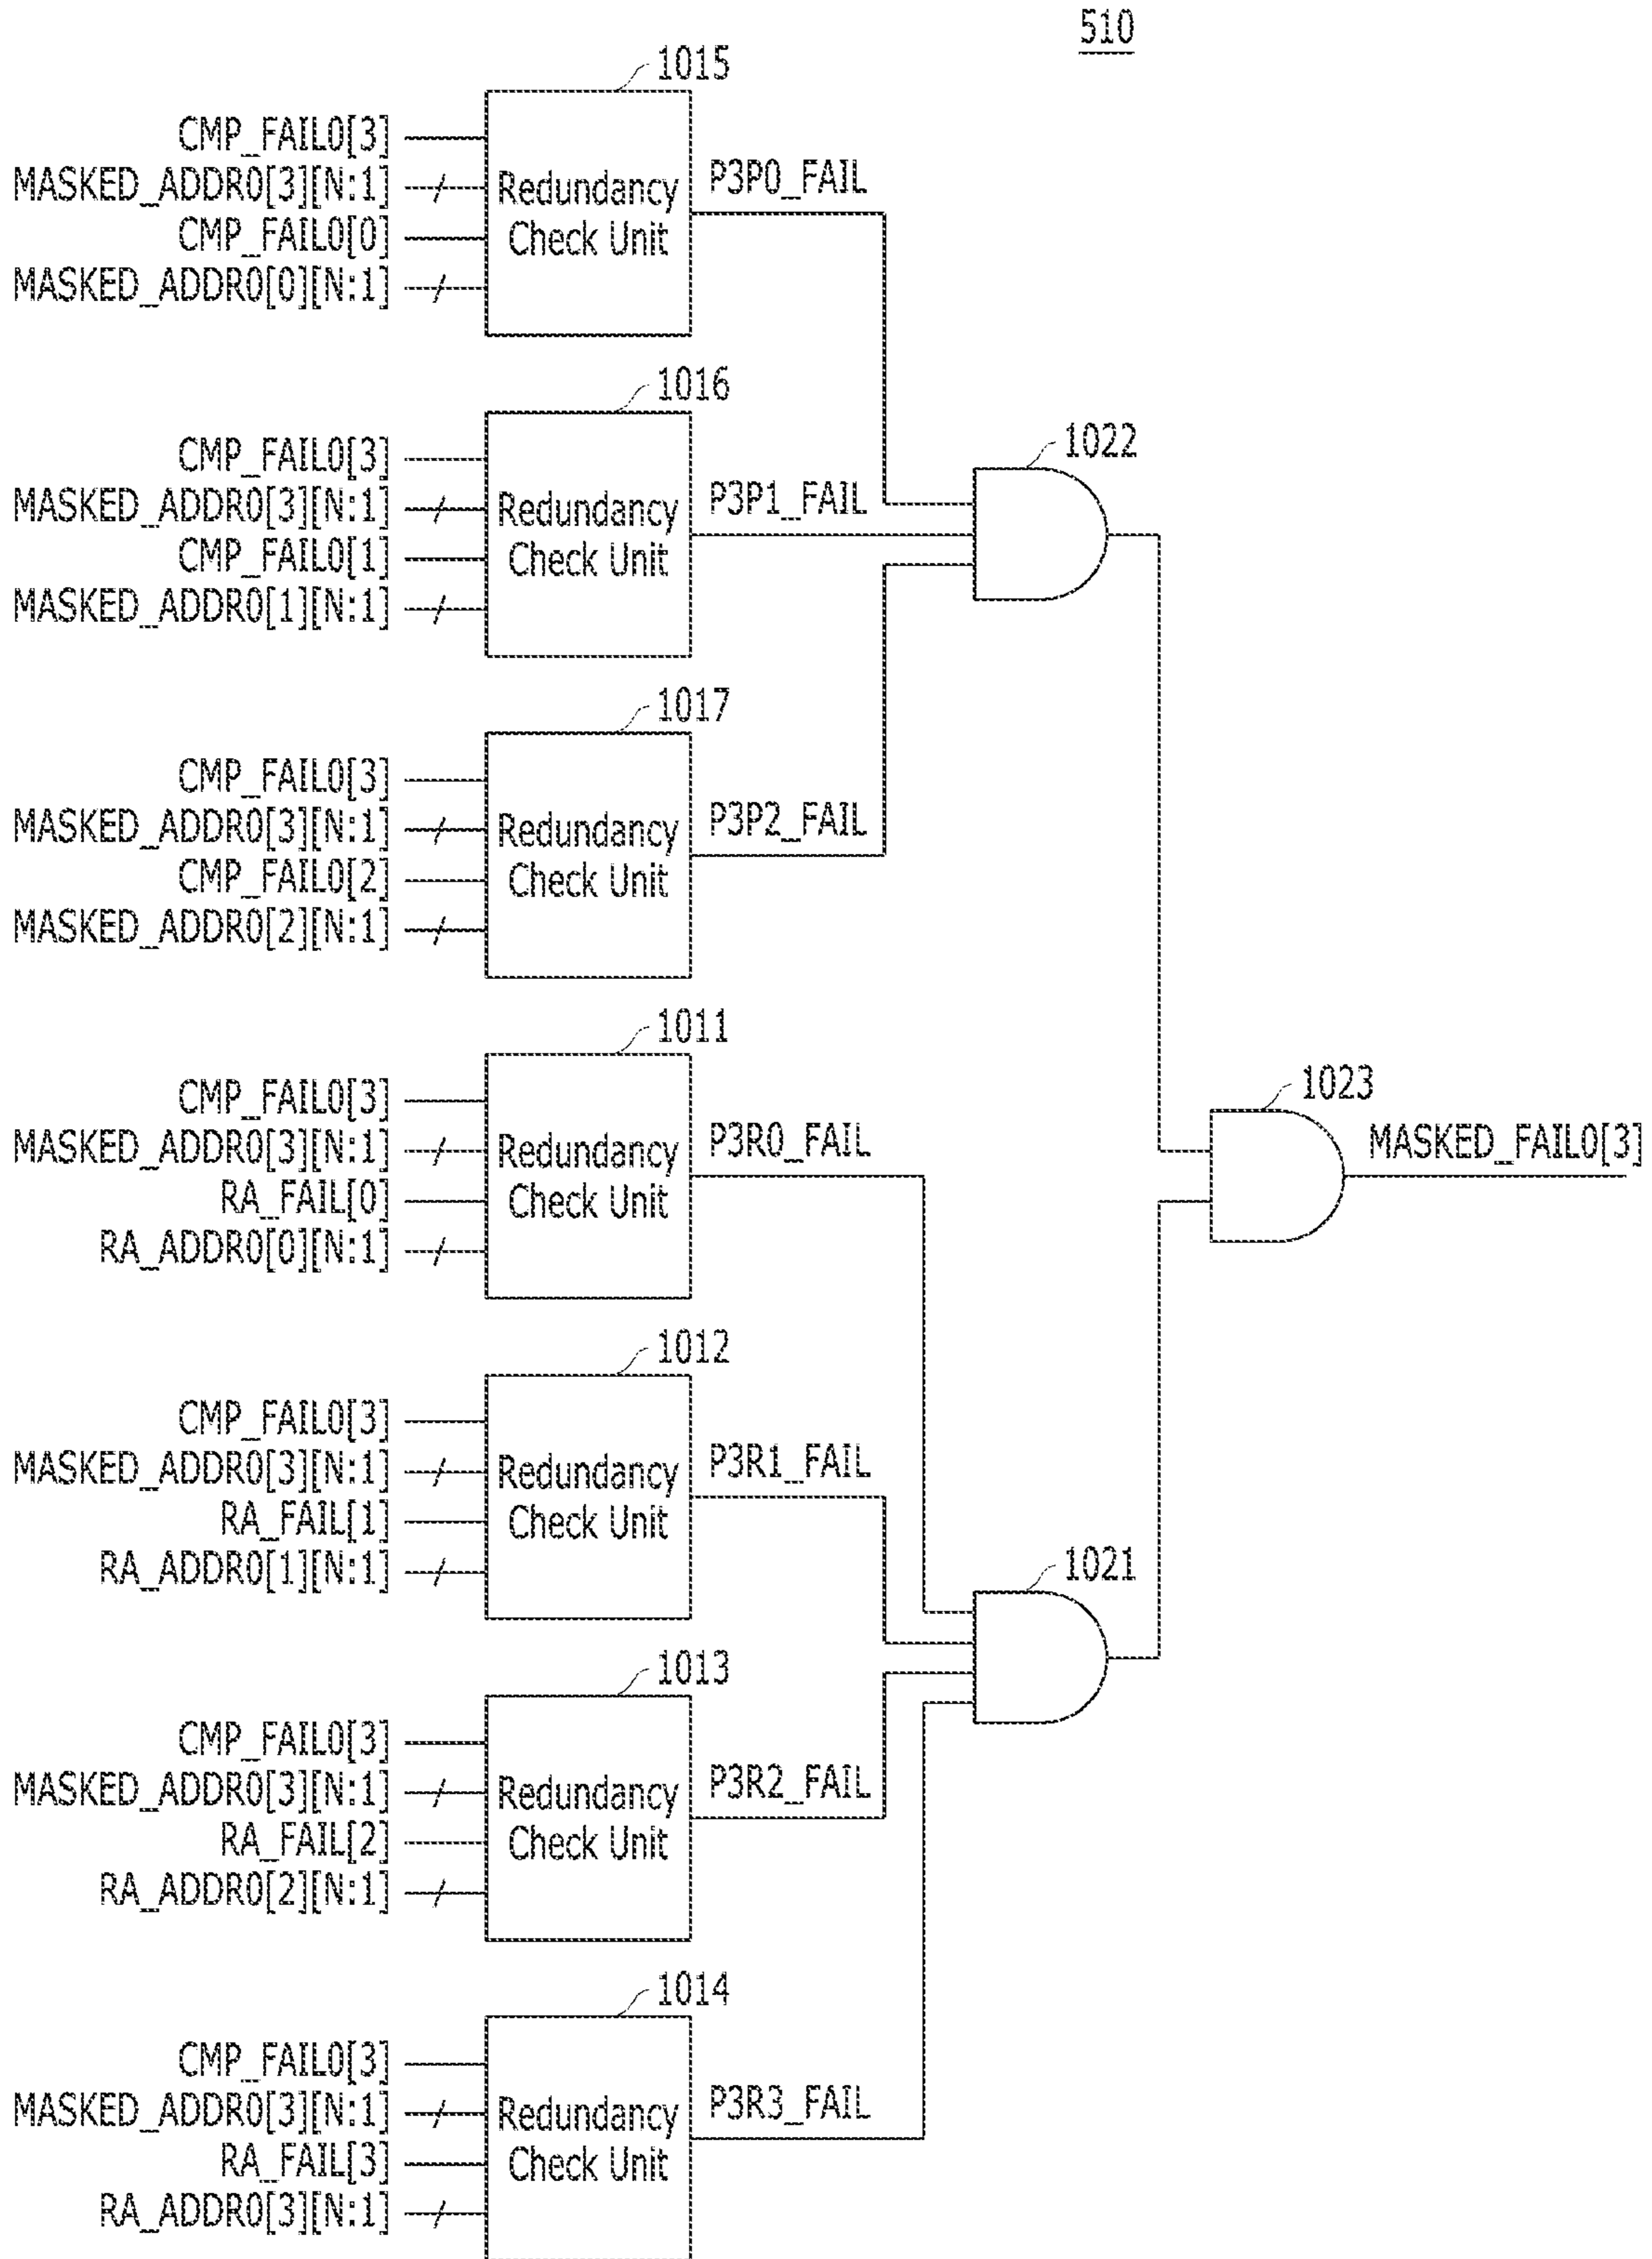 510
1015
CMP_FAIL0[3]
MASKED_ADDR0[3][N:1]
CMP_FAIL0[0]
MASKED_ADDR0[0][N:1]
Redundancy
Check Unit
P3P0_FAIL
1016
CMP_FAIL0[3]
MASKED_ADDR0[3][N:1]
CMP_FAIL0[1]
MASKED_ADDR0[1][N:1]
Redundancy
Check Unit
P3P1_FAIL
1022
1017
CMP_FAIL0[3]
MASKED_ADDR0[3][N:1]
CMP_FAIL0[2]
MASKED_ADDR0[2][N:1]
Redundancy
Check Unit
P3P2_FAIL
1011
CMP_FAIL0[3]
MASKED_ADDR0[3][N:1]
RA_FAIL[0]
RA_ADDR0[0][N:1]
Redundancy
Check Unit
P3R0_FAIL
1023
MASKED_FAIL0[3]
1012
CMP_FAIL0[3]
MASKED_ADDR0[3][N:1]
RA_FAIL[1]
RA_ADDR0[1][N:1]
Redundancy
Check Unit
P3R1_FAIL
1021
1013
CMP_FAIL0[3]
MASKED_ADDR0[3][N:1]
RA_FAIL[2]
RA_ADDR0[2][N:1]
Redundancy
Check Unit
P3R2_FAIL
1014
CMP_FAIL0[3]
MASKED_ADDR0[3][N:1]
RA_FAIL[3]
RA_ADDR0[3][N:1]
Redundancy
Check Unit
P3R3_FAIL